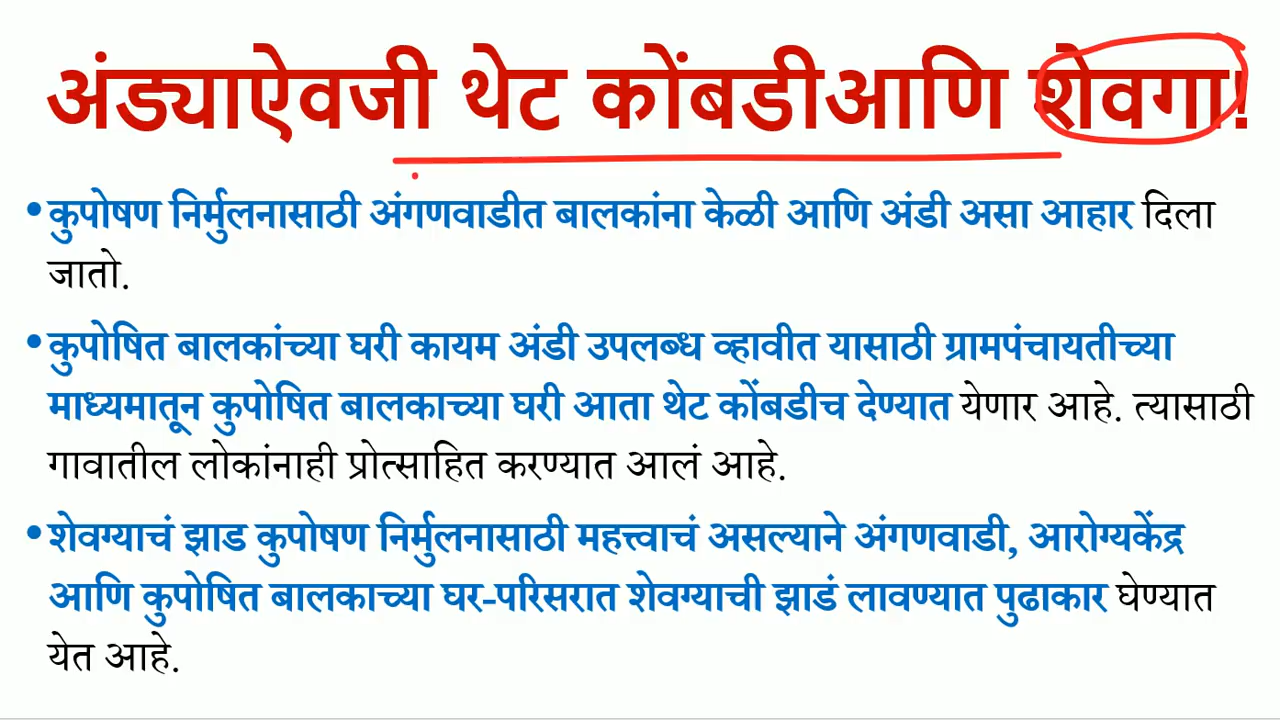 अंड्याऐवजी थेट कोंबडीआणि शेवगा!
•कुपोषण निर्मुलनासाठी अंगणवाडीत बालकांना केळी आणि अंडी असा आहार दिला
जातो.
•कुपोषित बालकांच्या घरी कायम अंडी उपलब्ध व्हावीत यासाठी ग्रामपंचायतीच्या
माध्यमातून कुपोषित बालकाच्या घरी आता थेट कोंबडीच देण्यात येणार आहे. त्यासाठी
गावातील लोकांनाही प्रोत्साहित करण्यात आलं आहे.
•शेवग्याचं झाड कुपोषण निर्मुलनासाठी महत्त्वाचं असल्याने अंगणवाडी, आरोग्यकेंद्र
आणि कुपोषित बालकाच्या घर-परिसरात शेवग्याची झाडं लावण्यात पुढाकार घेण्यात
येत आहे.